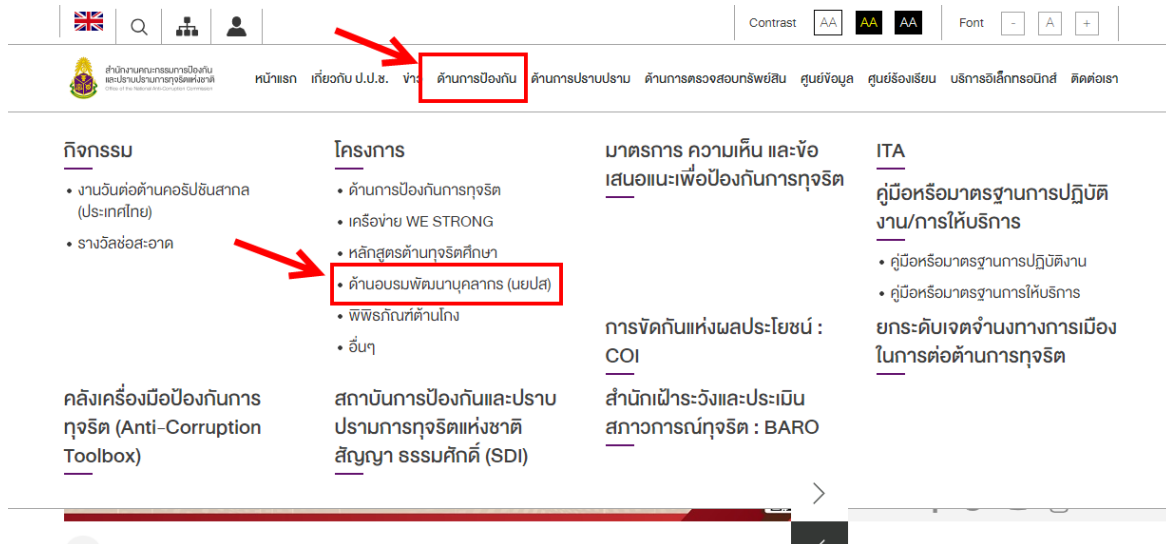 Contrast AA AA AA Font - A +
สำนักงานคณะกรรมการป้องกัน
และปราบปรามการทุจริตแห่งชาติ
Office of the National Anti-Corruption Commission
หน้าแรก เกี่ยวกับ ป.ป.ช. ด้านการป้องกัน ด้านการปราบปราม ด้านการตรวจสอบทรัพย์สิน ศูนย์ข้อมูล ศูนย์ร้องเรียน บริการอิเล็กทรอนิกส์ ติดต่อเรา
กิจกรรม
• งานวันต่อต้านคอรัปชันสากล
(ประเทศไทย)
• รางวัลช่อสะอาด
โครงการ
• ด้านการป้องกันการทุจริต
• เครือข่าย WE STRONG
• หลักสูตรต้านทุจริตศึกษา
• ด้านอบรมพัฒนาบุคลากร (นยปส)
• พิพิธภัณฑ์ต้านโกง
• อื่นๆ
มาตรการ ความเห็น และข้อ
เสนอแนะเพื่อป้องกันการทุจริต
การขัดกันแห่งผลประโยชน์ :
COI
ITA
คู่มือหรือมาตรฐานการปฏิบัติ
งาน/การให้บริการ
• คู่มือหรือมาตรฐานการปฏิบัติงาน
• คู่มือหรือมาตรฐานการให้บริการ
ยกระดับเจตจำนงทางการเมือง
ในการต่อต้านการทุจริต
คลังเครื่องมือป้องกันการ
ทุจริต (Anti-Corruption
Toolbox)
สถาบันการป้องกันและปราบ
ปรามการทุจริตแห่งชาติ
สัญญา ธรรมศักดิ์ (SDI)
สำนักเฝ้าระวังและประเมิน
สภาวการณ์ทุจริต : BARO